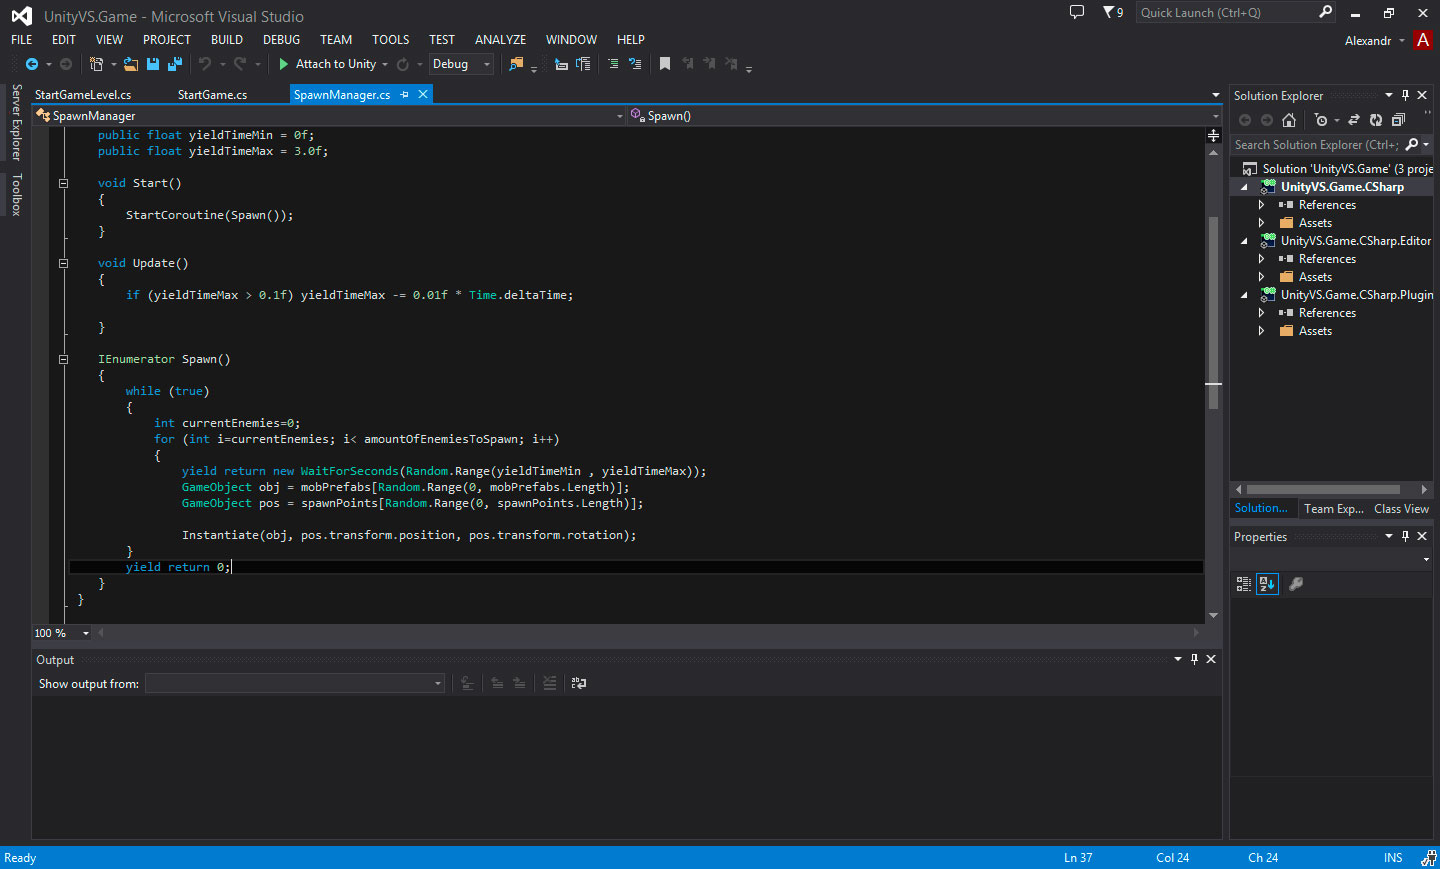 UnityVS.Game - Microsoft Visual Studio
9
Quick Launch (Ctrl+Q)
FILE EDIT VIEW PROJECT BUILD DEBUG TEAM TOOLS TEST ANALYZE WINDOW HELP
Alexandr A
Attach to Unity Debug
Server Explorer
Toolbox
StartGameLevel.cs StartGame.cs SpawnManager.cs
SpawnManager Spawn()
public float yieldTimeMin = 0f;
public float yieldTimeMax = 3.0f;
void Start()
{
StartCoroutine(Spawn());
}
void Update()
{
if (yieldTimeMax > 0.1f) yieldTimeMax -= 0.01f * Time.deltaTime;
}
IEnumerator Spawn()
{
while (true)
{
int currentEnemies=0;
for (int i=currentEnemies; i< amountOfEnemiesToSpawn; i++)
{
yield return new WaitForSeconds(Random.Range(yieldTimeMin , yieldTimeMax));
GameObject obj = mobPrefabs[Random.Range(0, mobPrefabs.Length)];
GameObject pos = spawnPoints[Random.Range(0, spawnPoints.Length)];
Instantiate(obj, pos.transform.position, pos.transform.rotation);
}
yield return 0;
}
}
100 %
Output
Show output from:
Solution Explorer
Search Solution Explorer (Ctrl+;
Solution 'UnityVS.Game' (3 proje
UnityVS.Game.CSharp
References
Assets
UnityVS.Game.CSharp.Editor
References
Assets
UnityVS.Game.CSharp.Plugin
References
Assets
Solution... Team Exp... Class View
Properties
Ready Ln 37 Col 24 Ch 24 INS